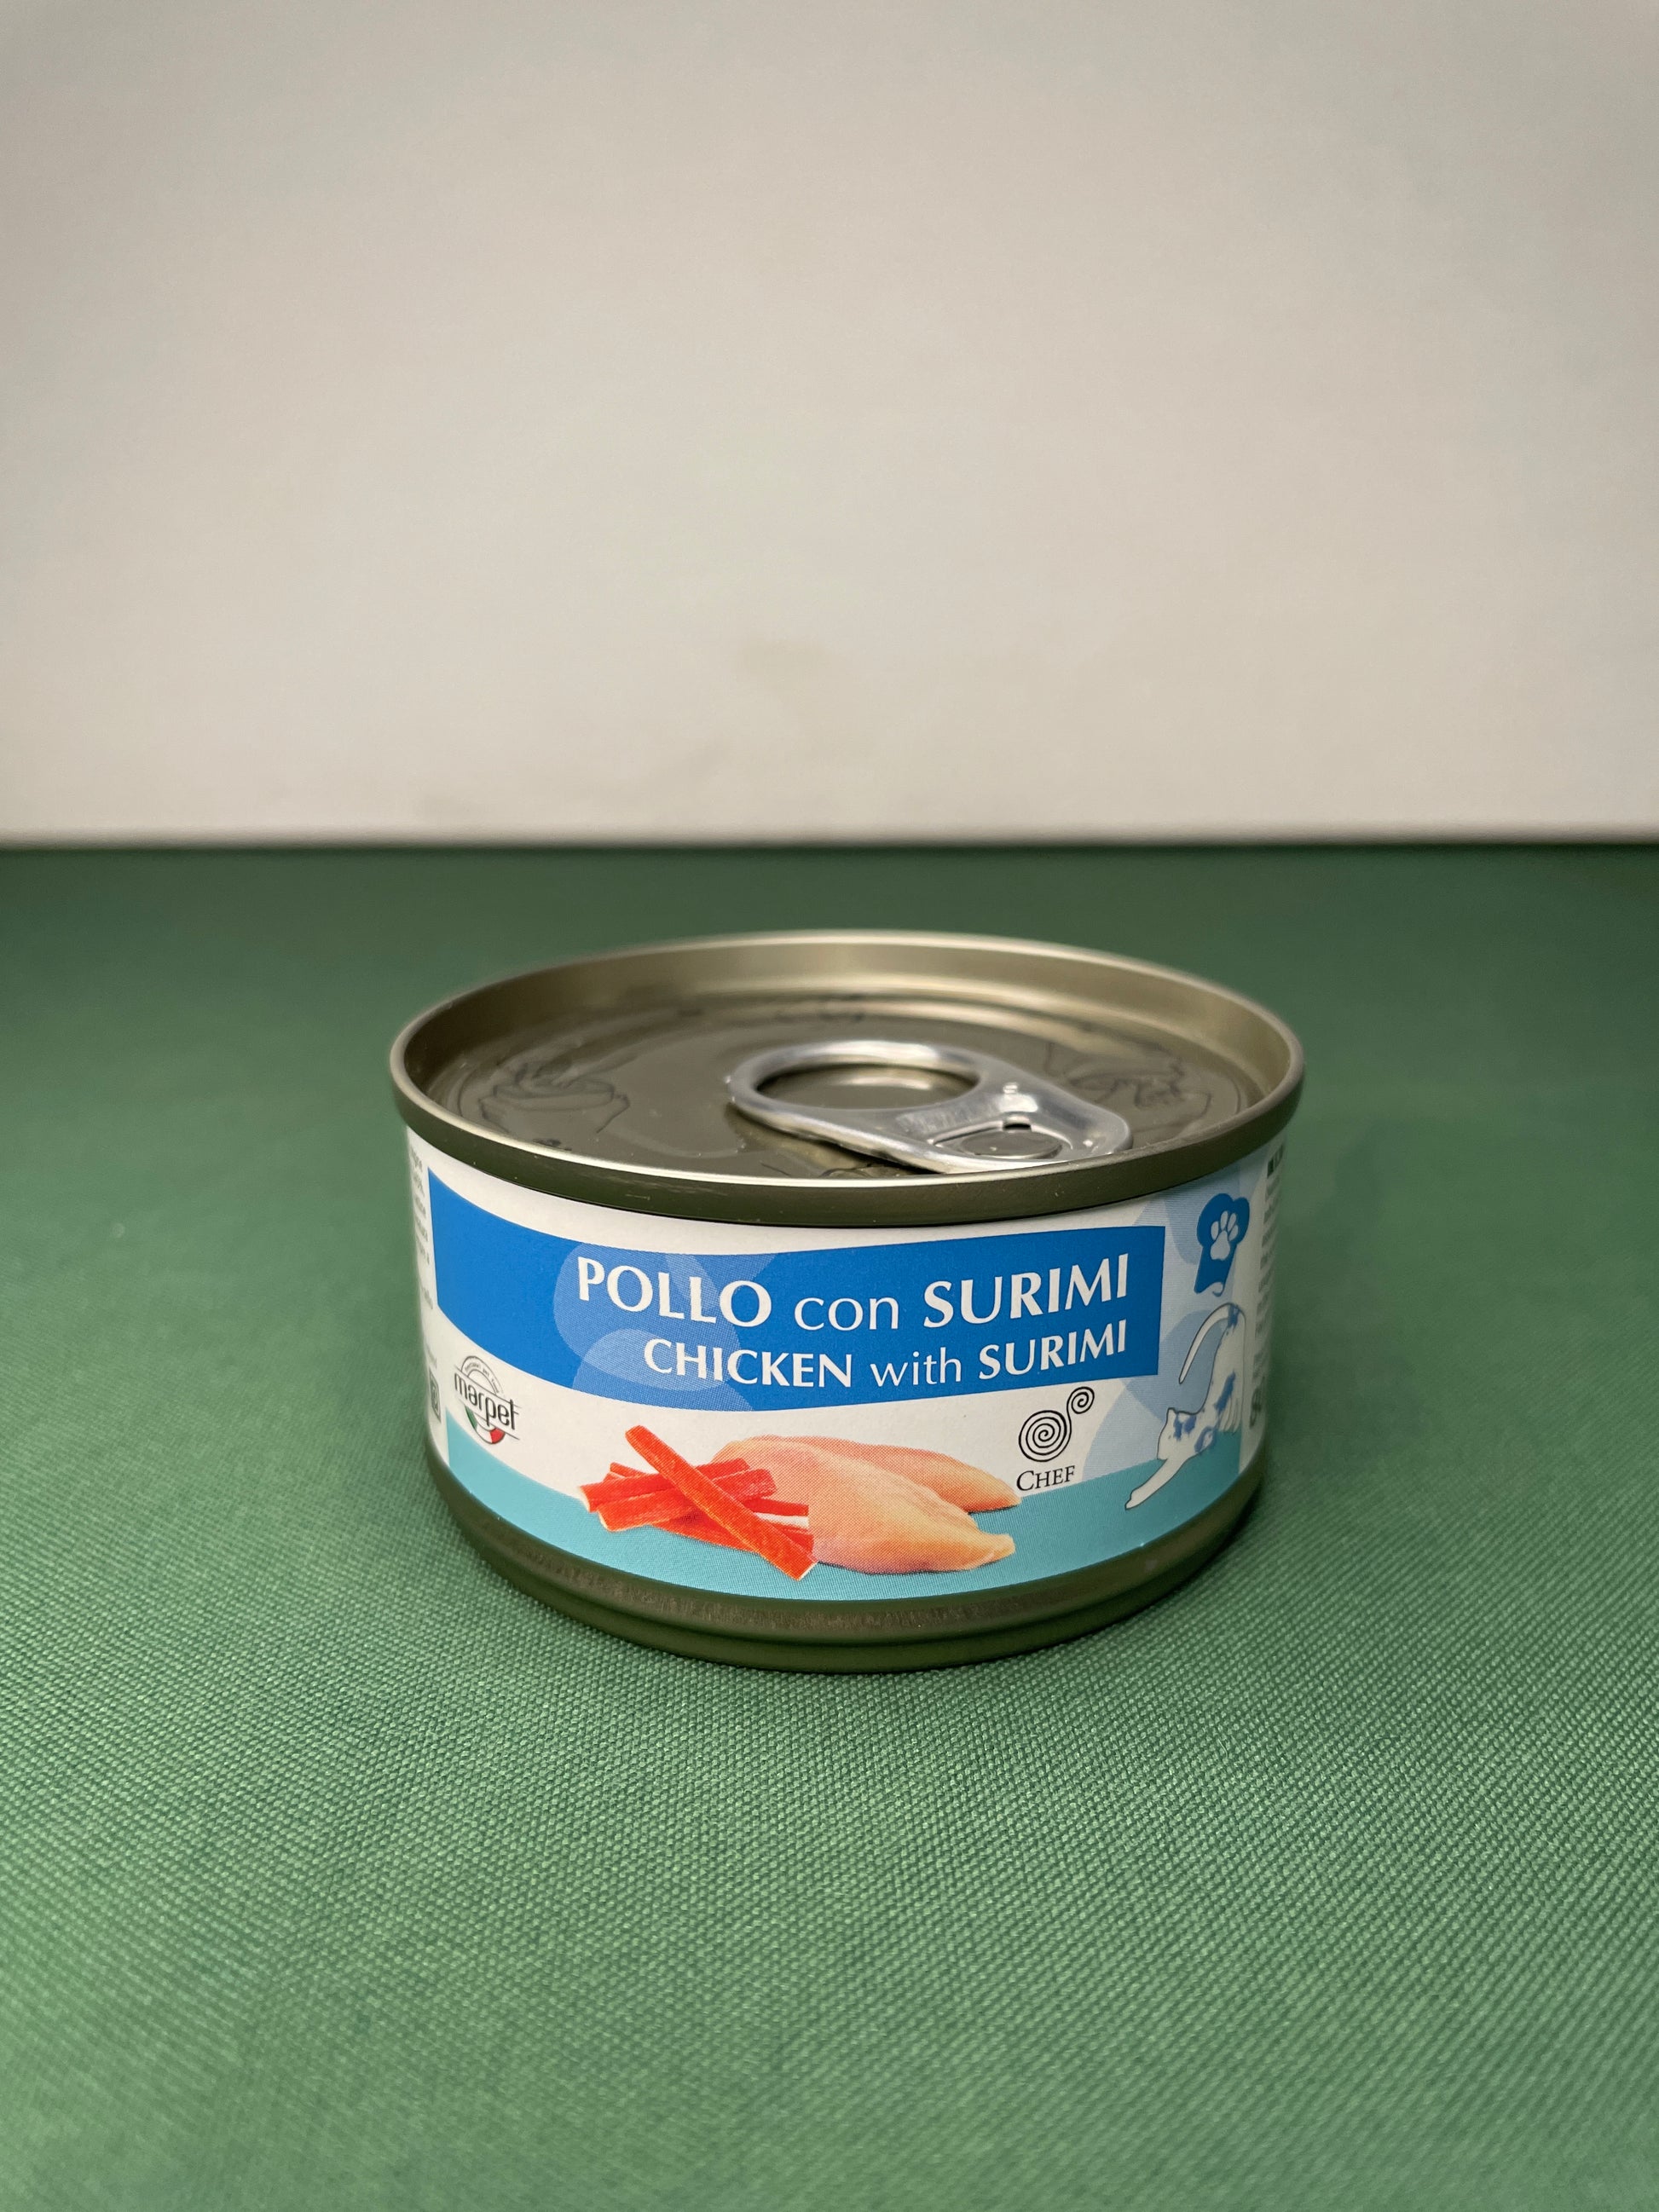 POLLO con SURIMI
CHICKEN with SURIMI
marpet
CHEF